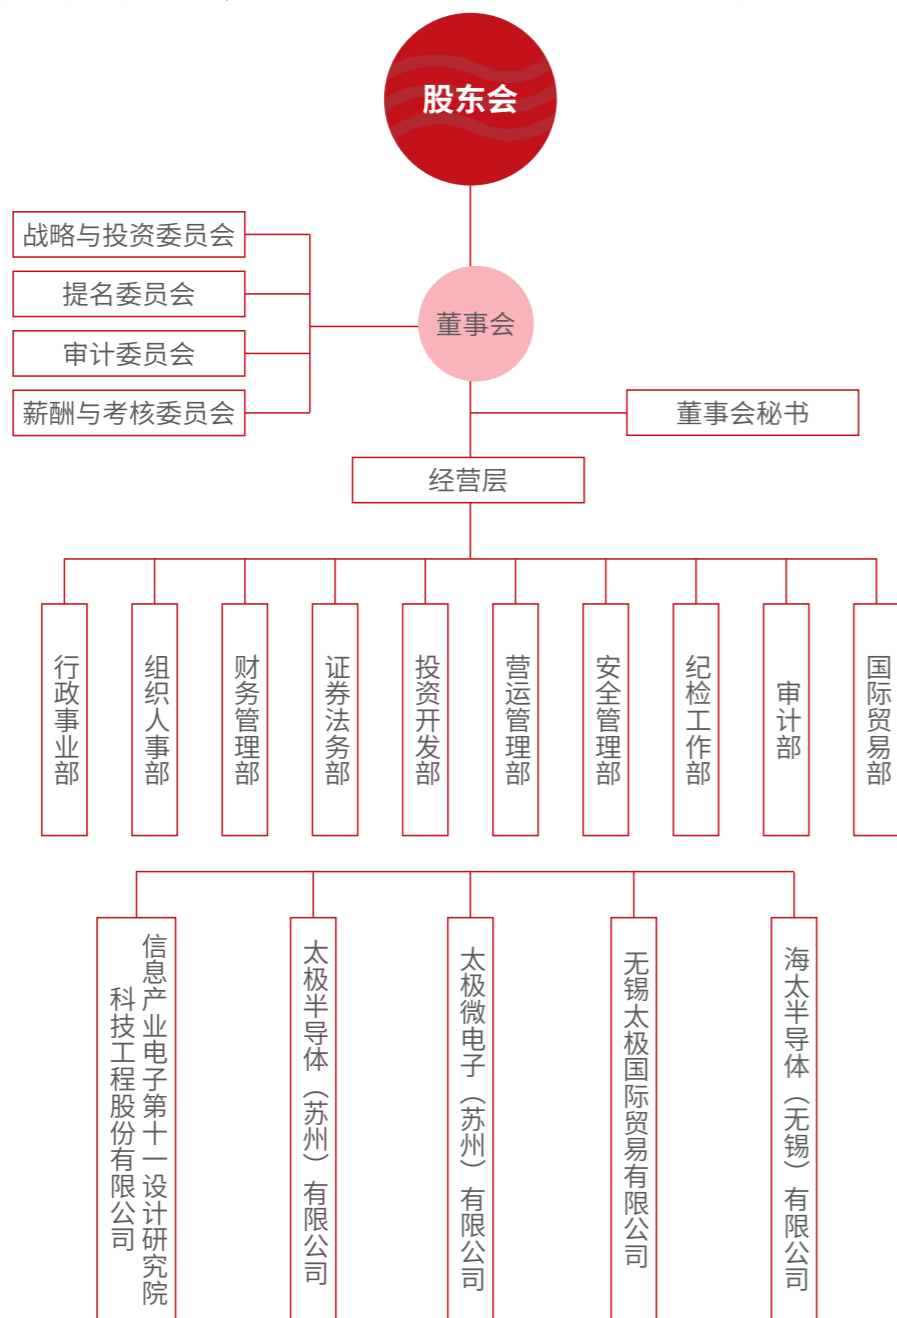 股东会
战略与投资委员会
提名委员会
审计委员会
薪酬与考核委员会
董事会
董事会秘书
经营层
行政事业部
组织人事部
财务管理部
证券法务部
投资开发部
营运管理部
安全管理部
纪检工作部
审计部
国际贸易部
信息产业电子第十一设计研究院
科技工程股份有限公司
太极半导体（苏州）有限公司
太极微电子（苏州）有限公司
无锡太极国际贸易有限公司
海太半导体（无锡）有限公司